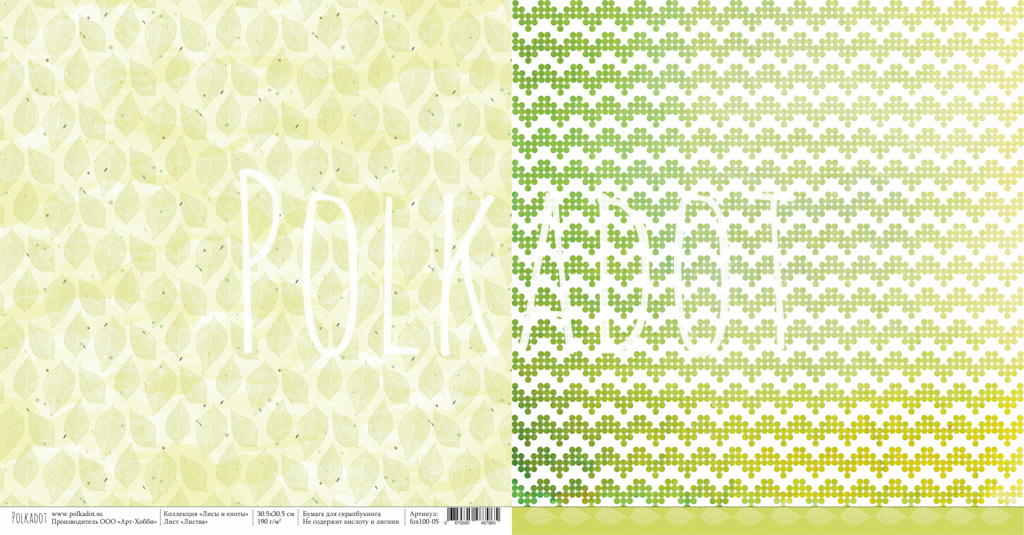 POLKADOT
POLKADOT
www.polkadot.su
Производитель ООО «Арт-Хобби»
Коллекция «Лисы и еноты»
Лист «Листва»
30.5x30.5 см
190 г/м²
Бумага для скрапбукинга
Не содержит кислоту и лигнин
Артикул:
fox100-05